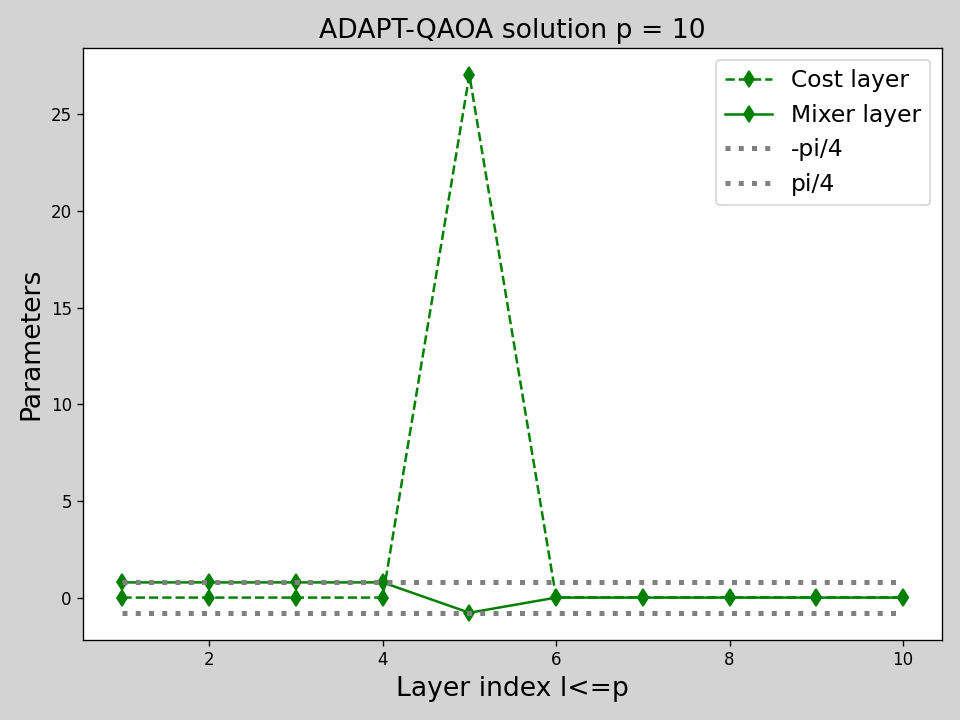 ADAPT-QAOA solution p = 10
Cost layer
Mixer layer
-pi/4
pi/4
Parameters
25
20
15
10
5
0
2
4
6
8
10
Layer index l<=p